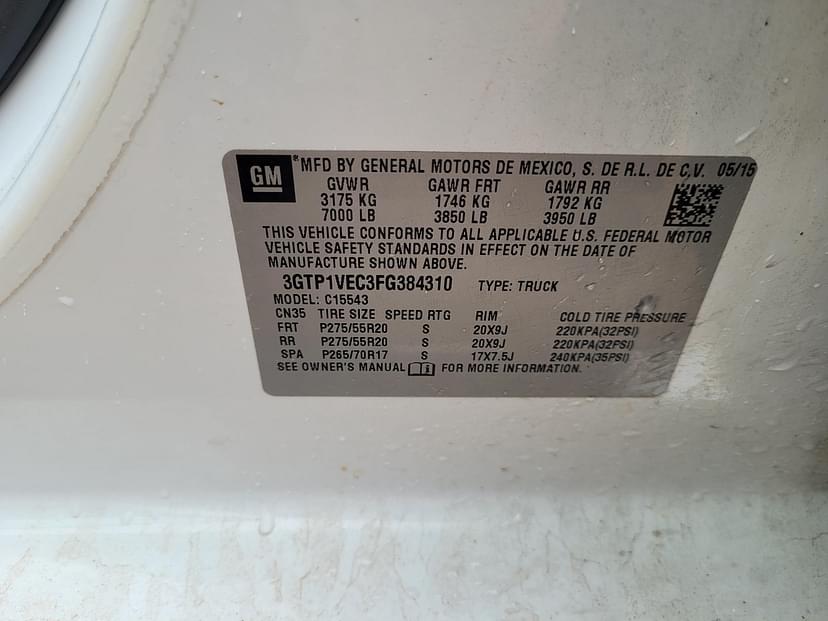 GM MFD BY GENERAL MOTORS DE MEXICO, S. DE R.L. DE C.V. 05/15
GVWR GAWR FRT GAWR RR
3175 KG 1746 KG 1792 KG
7000 LB 3850 LB 3950 LB
THIS VEHICLE CONFORMS TO ALL APPLICABLE U.S. FEDERAL MOTOR
VEHICLE SAFETY STANDARDS IN EFFECT ON THE DATE OF
MANUFACTURE SHOWN ABOVE.
3GTP1VEC3FG384310 TYPE: TRUCK
MODEL: C15543
CN35 TIRE SIZE SPEED RTG RIM COLD TIRE PRESSURE
FRT P275/55R20 S 20X9J 220KPA(32PSI)
RR P275/55R20 S 20X9J 220KPA(32PSI)
SPA P265/70R17 S 17X7.5J 240KPA(35PSI)
SEE OWNER'S MANUAL FOR MORE INFORMATION.